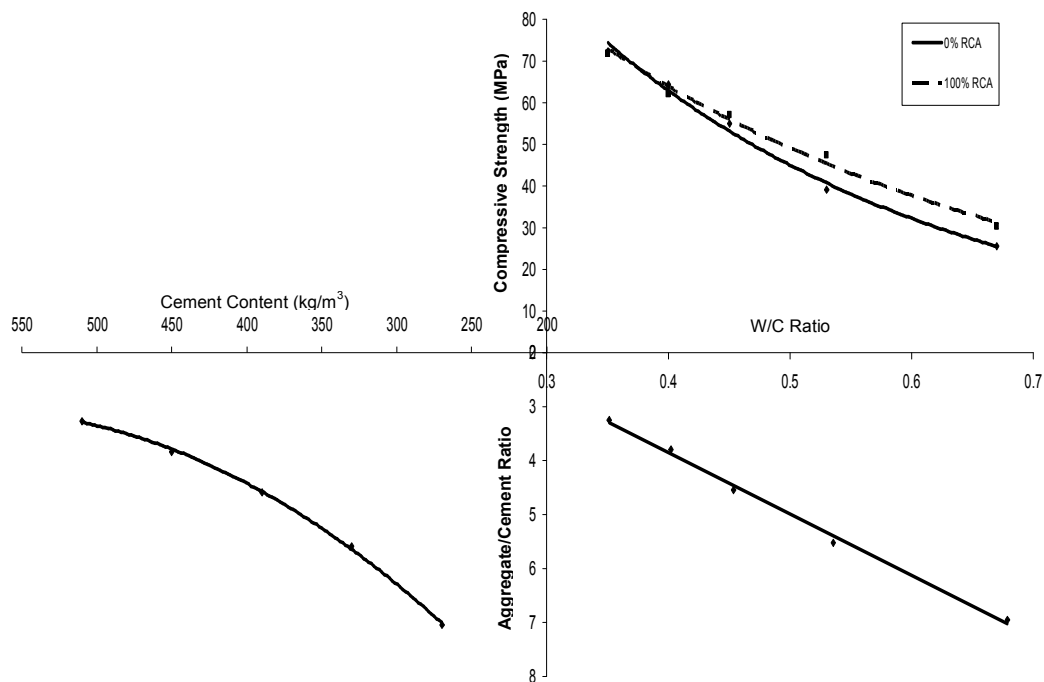 80
70
60
50
40
30
20
10
0
Compressive Strength (MPa)
0% RCA
100% RCA
Cement Content (kg/m³)
550 500 450 400 350 300 250 200
W/C Ratio
0.3 0.4 0.5 0.6 0.7
2
3
4
5
6
7
8
Aggregate/Cement Ratio